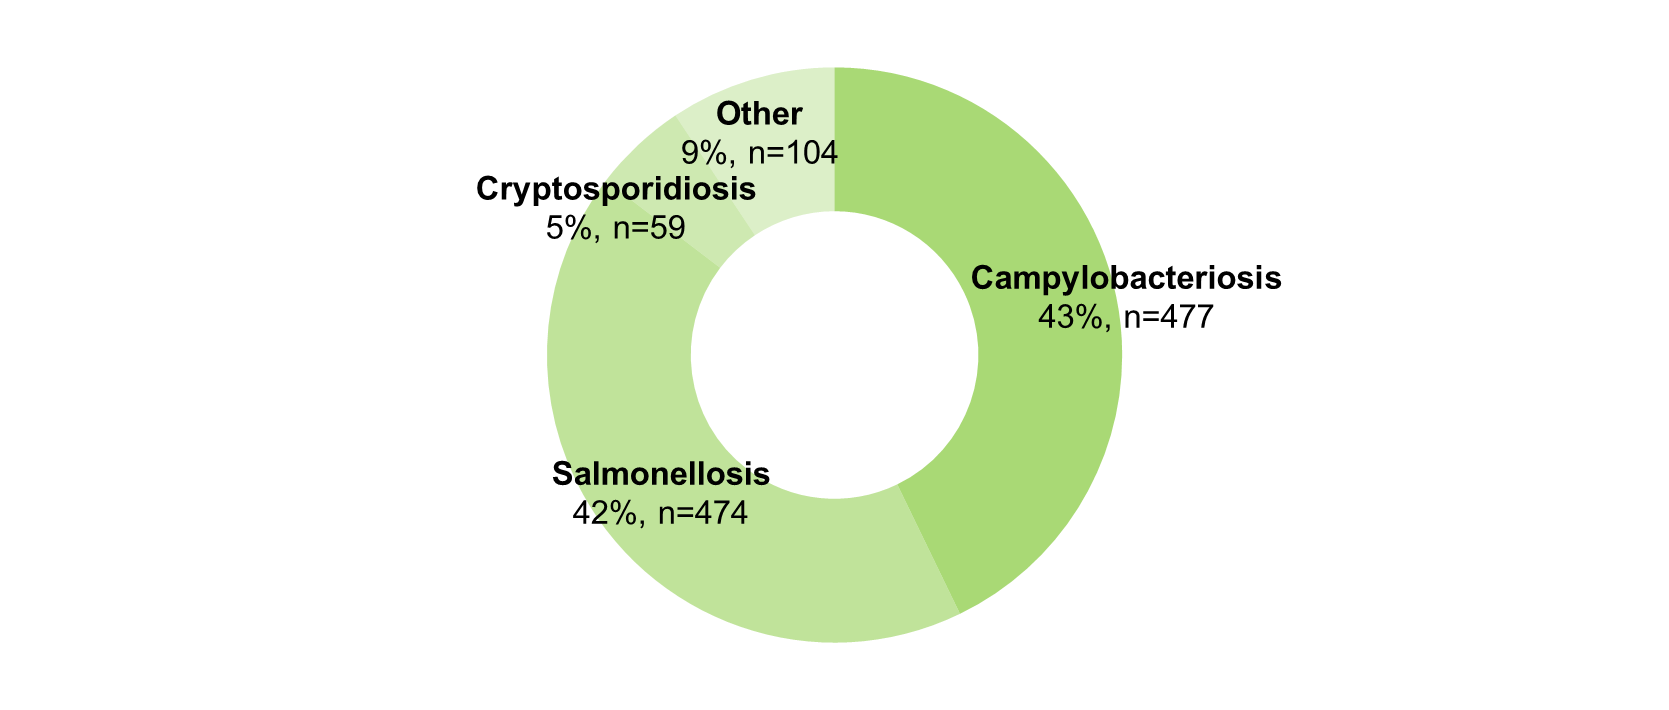 Other
9%, n=104
Cryptosporidiosis
5%, n=59
Campylobacteriosis
43%, n=477
Salmonellosis
42%, n=474